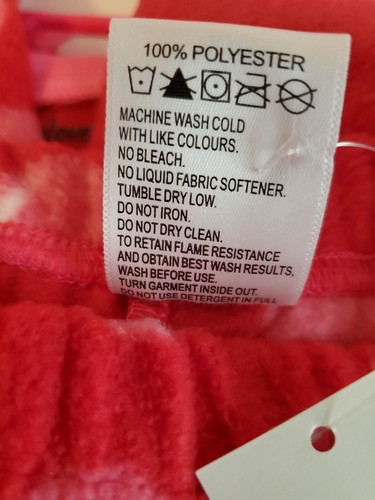 100% POLYESTER
MACHINE WASH COLD
WITH LIKE COLOURS.
NO BLEACH.
NO LIQUID FABRIC SOFTENER.
TUMBLE DRY LOW.
DO NOT IRON.
DO NOT DRY CLEAN.
TO RETAIN FLAME RESISTANCE
AND OBTAIN BEST WASH RESULTS,
WASH BEFORE USE.
TURN GARMENT INSIDE OUT.
DO NOT USE DETERGENT IN FULL